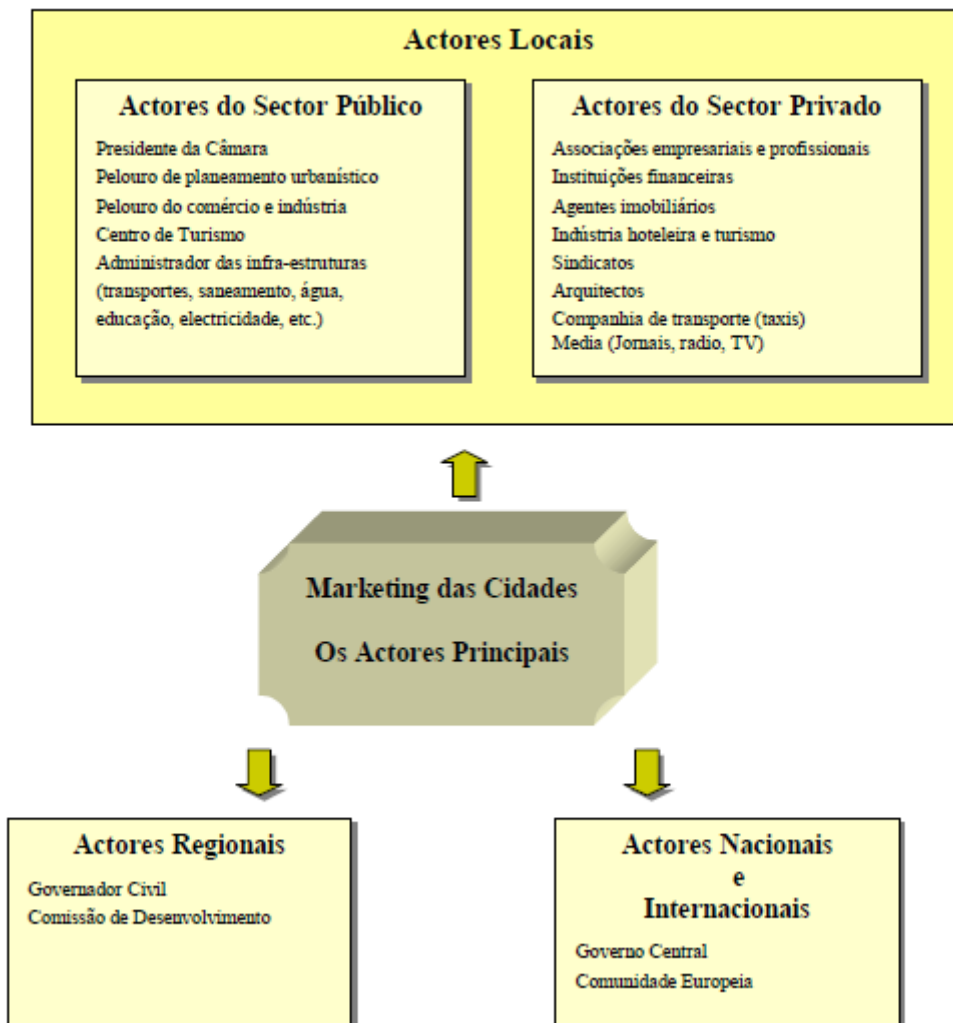 Actores Locais
Actores do Sector Público
Presidente da Câmara
Pelouro de planeamento urbanístico
Pelouro do comércio e indústria
Centro de Turismo
Administrador das infra-estruturas
(transportes, saneamento, água,
educação, electricidade, etc.)
Actores do Sector Privado
Associações empresariais e profissionais
Instituições financeiras
Agentes imobiliários
Indústria hoteleira e turismo
Sindicatos
Arquitectos
Companhia de transporte (taxis)
Media (Jornais, radio, TV)
Marketing das Cidades
Os Actores Principais
Actores Regionais
Governador Civil
Comissão de Desenvolvimento
Actores Nacionais
e
Internacionais
Governo Central
Comunidade Europeia